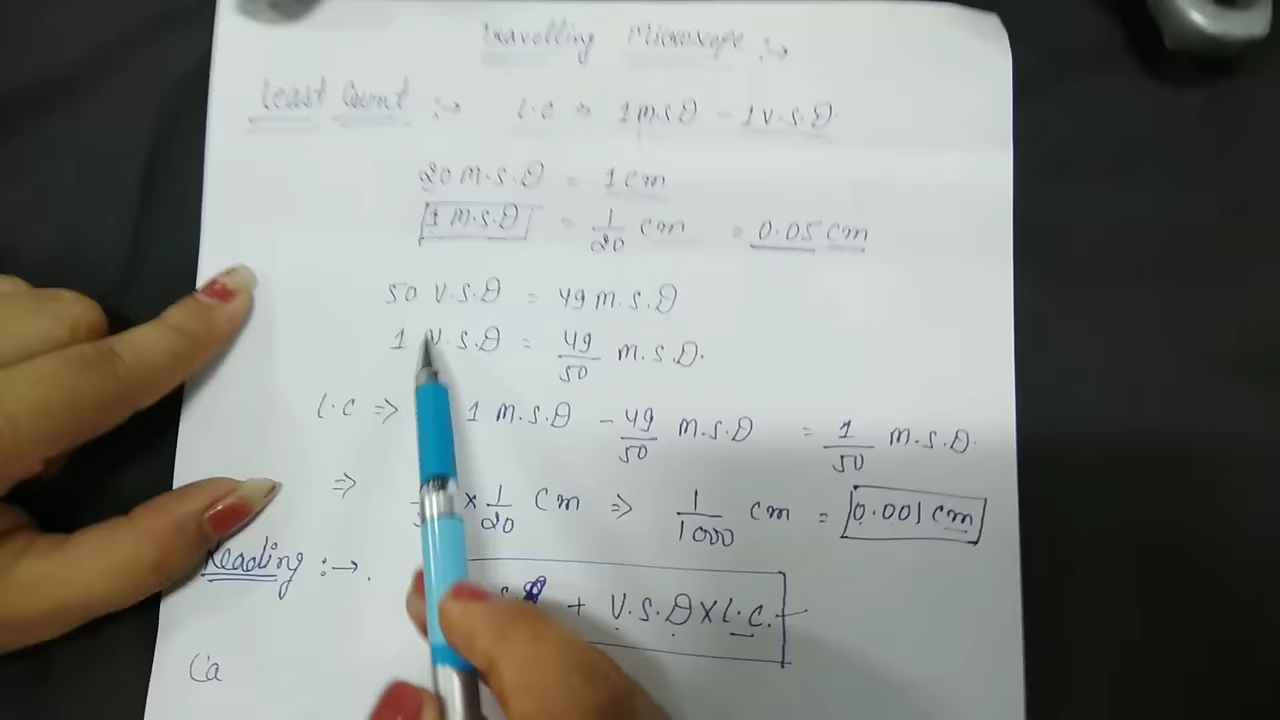 Travelling Microscope :→
Least Count :→ L.C → 1 M.S.D - 1 V.S.D
20 M.S.D = 1 cm
1 M.S.D = 1/20 cm = 0.05 cm
50 V.S.D = 49 M.S.D
1 V.S.D = 49/50 M.S.D.
L.C ⇒ 1 M.S.D - 49/50 M.S.D = 1/50 M.S.D.
⇒ × 1/20 cm ⇒ 1/1000 cm = 0.001 cm
Reading :→. + V.S.D × L.C.
Ca